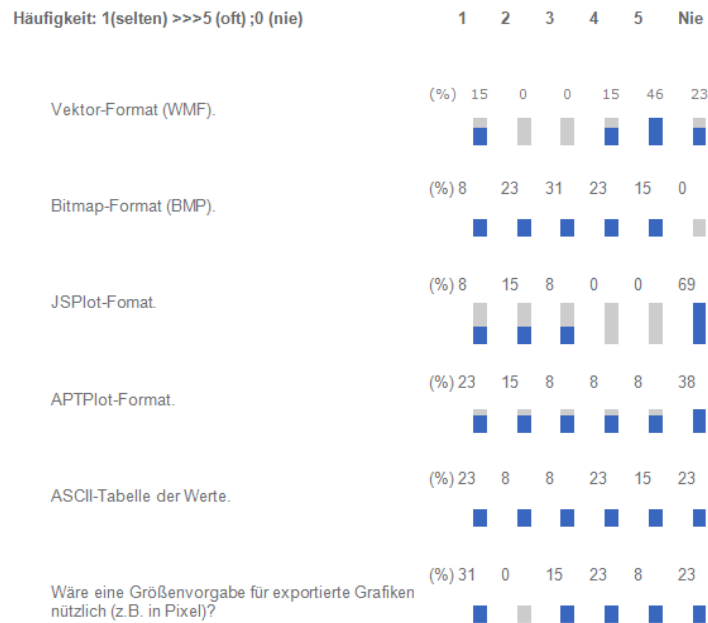 Häufigkeit: 1(selten) >>>5 (oft) ;0 (nie) 1 2 3 4 5 Nie
Vektor-Format (WMF). (%) 15 0 0 15 46 23
Bitmap-Format (BMP). (%) 8 23 31 23 15 0
JSPlot-Fomat. (%) 8 15 8 0 0 69
APTPlot-Format. (%) 23 15 8 8 8 38
ASCII-Tabelle der Werte. (%) 23 8 8 23 15 23
Wäre eine Größenvorgabe für exportierte Grafiken (%) 31 0 15 23 8 23
nützlich (z.B. in Pixel)?